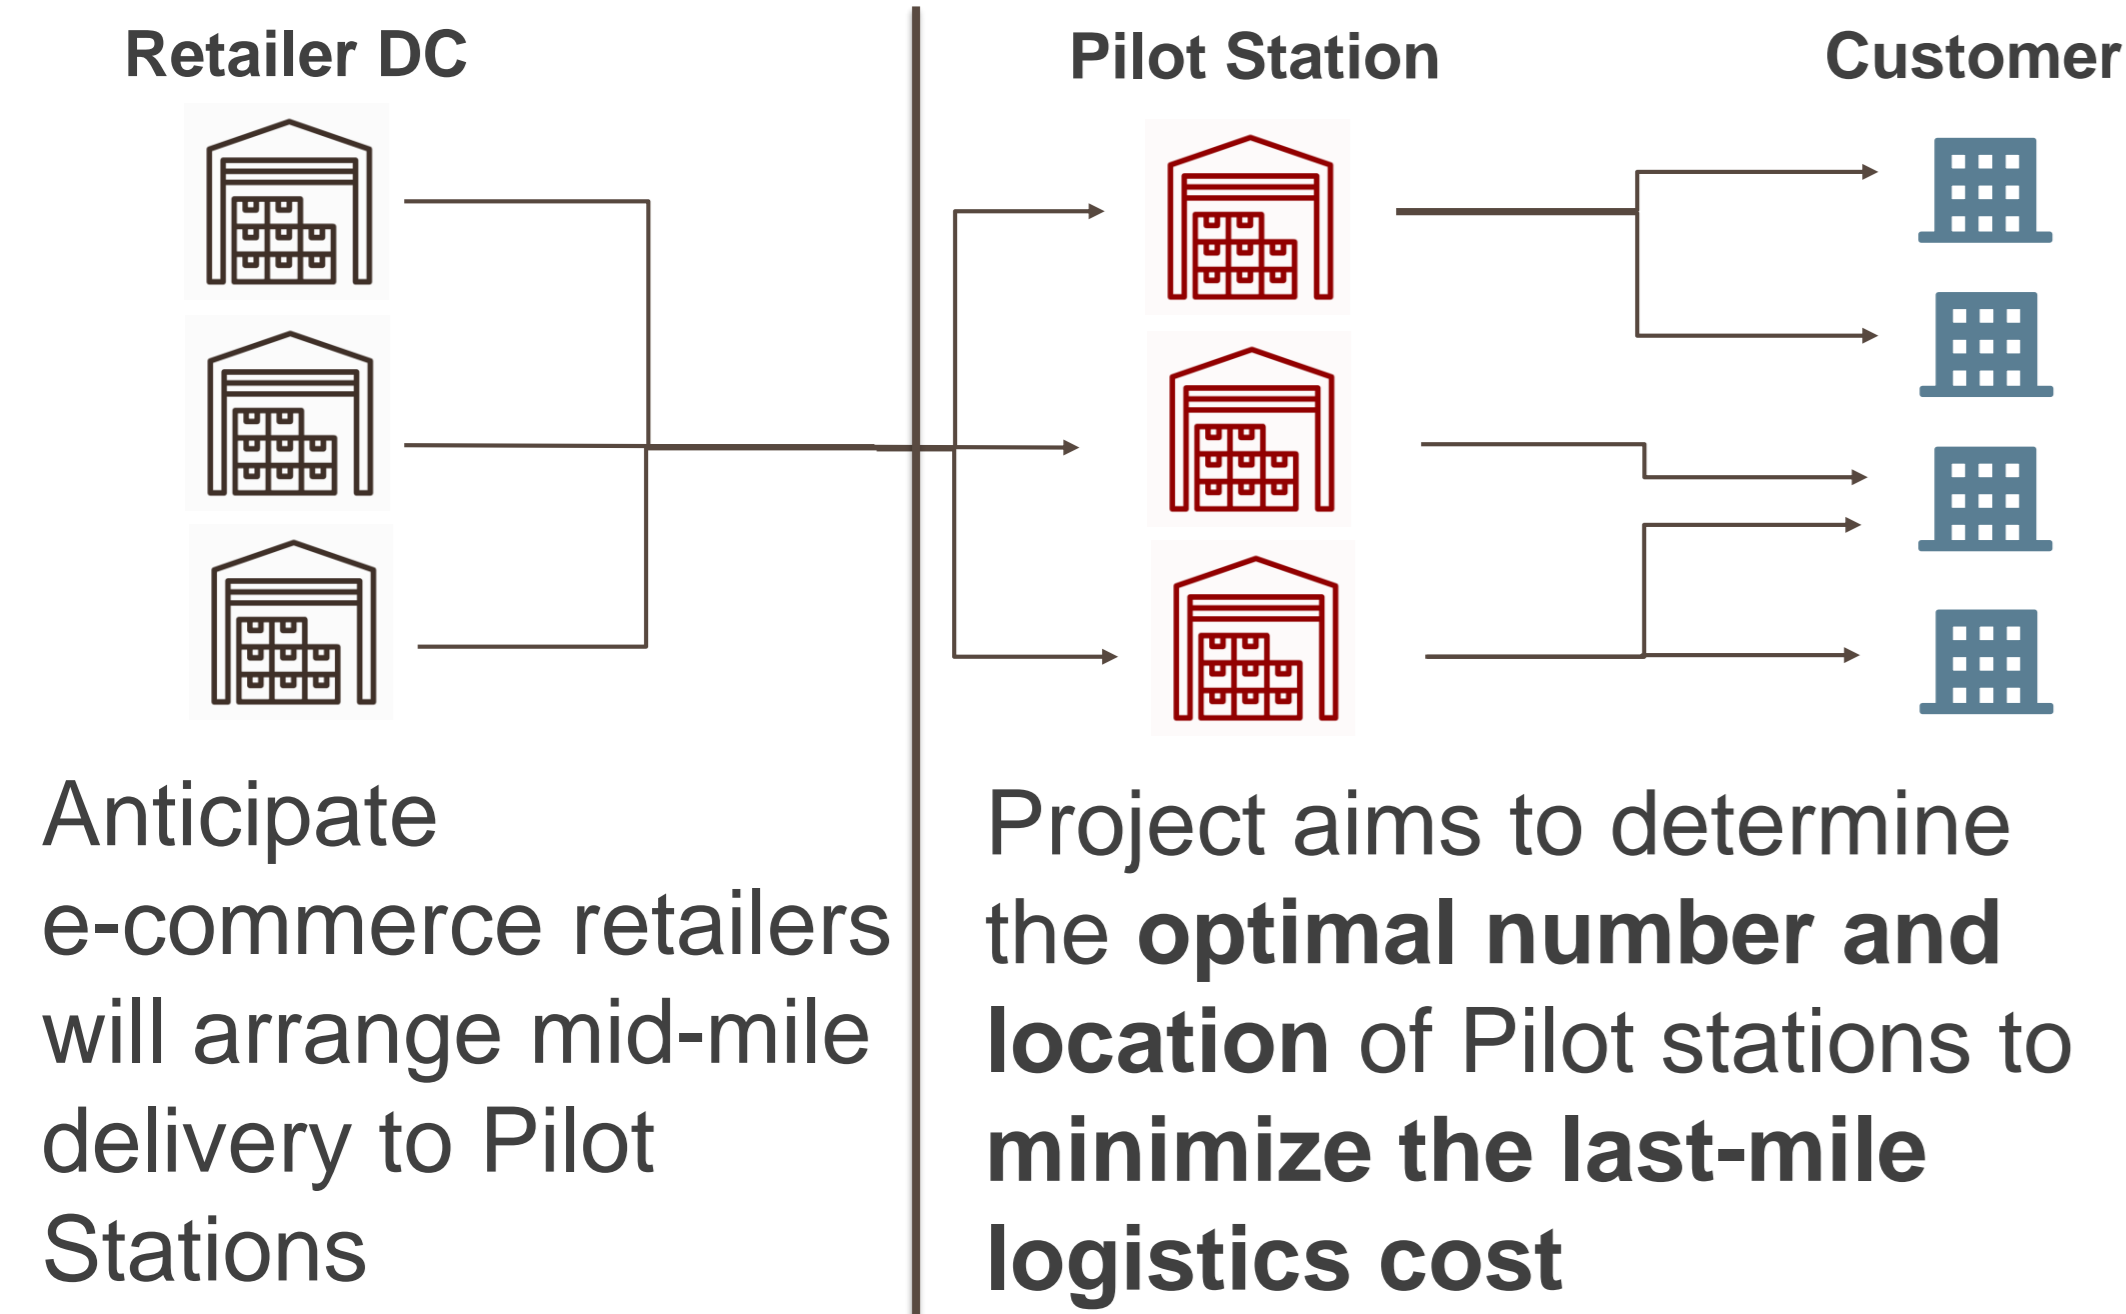 Retailer DC
Pilot Station
Customer
Anticipate
e-commerce retailers
will arrange mid-mile
delivery to Pilot
Stations
Project aims to determine
the optimal number and
location of Pilot stations to
minimize the last-mile
logistics cost